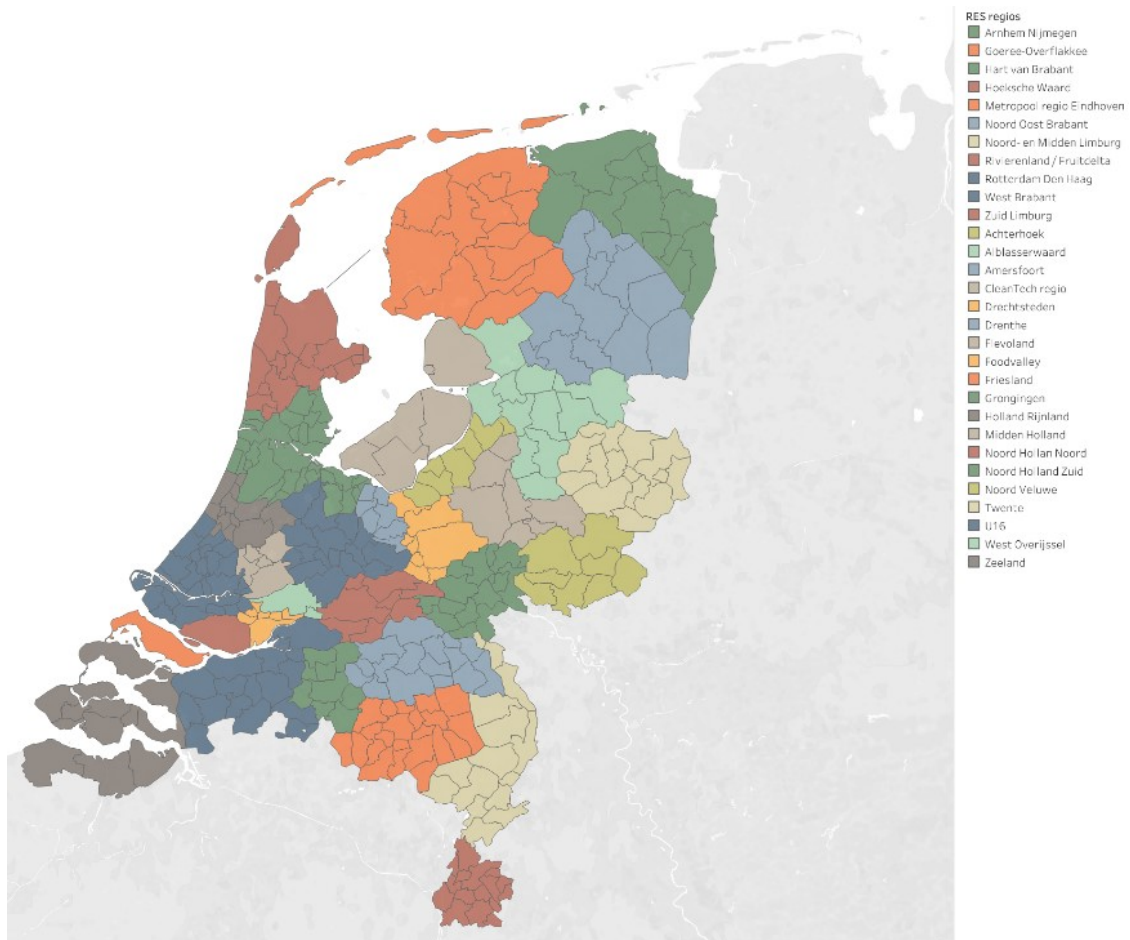 RES regios
Arnhem Nijmegen
Goeree-Overflakkee
Hart van Brabant
Hoeksche Waard
Metropool regio Eindhoven
Noord Oost Brabant
Noord- en Midden Limburg
Rivierenland / Fruitdelta
Rotterdam Den Haag
West Brabant
Zuid Limburg
Achterhoek
Alblasserwaard
Amersfoort
CleanTech regio
Drechtsteden
Drenthe
Flevoland
Foodvalley
Friesland
Grongingen
Holland Rijnland
Midden Holland
Noord Hollan Noord
Noord Holland Zuid
Noord Veluwe
Twente
U16
West Overijssel
Zeeland